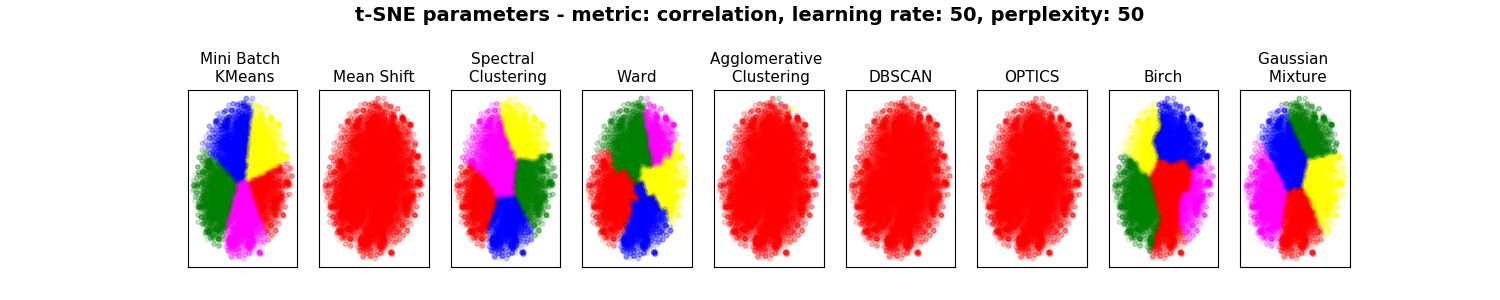 t-SNE parameters - metric: correlation, learning rate: 50, perplexity: 50
Mini Batch
KMeans
Mean Shift
Spectral
Clustering
Ward
Agglomerative
Clustering
DBSCAN
OPTICS
Birch
Gaussian
Mixture